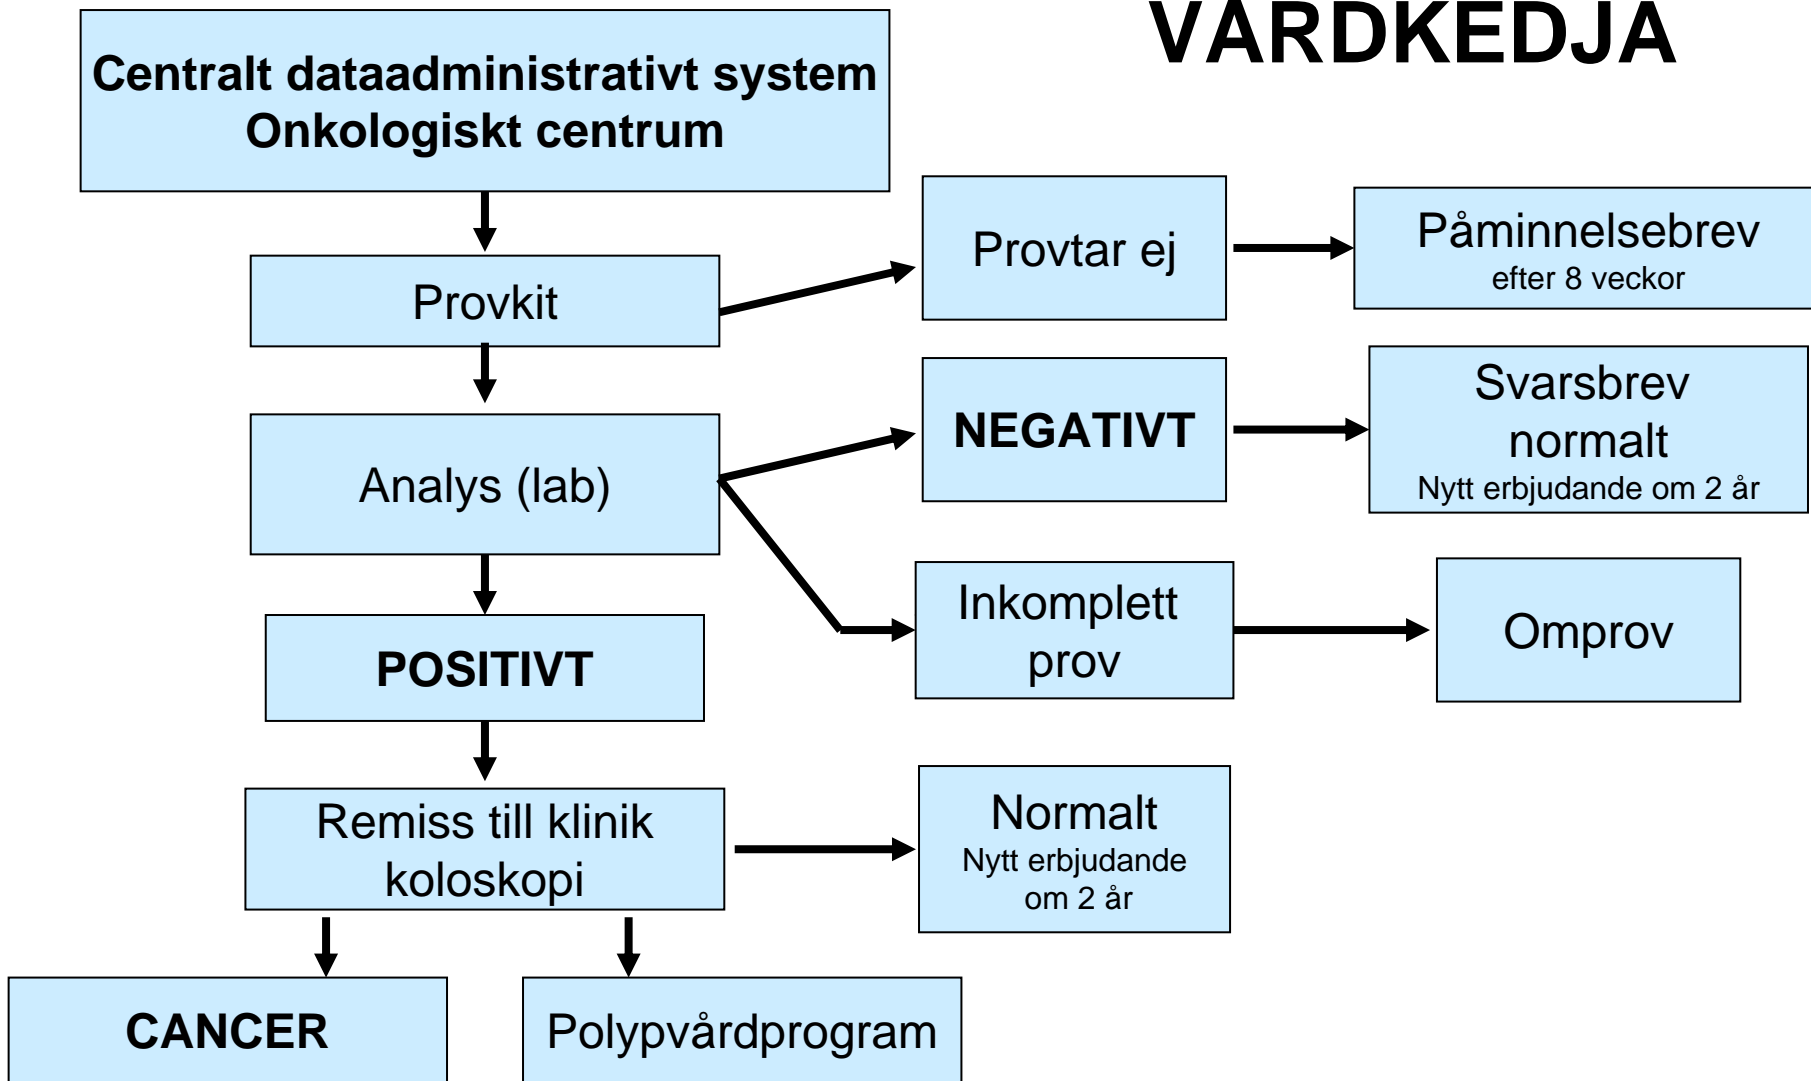 VÅRDKEDJA
Centralt dataadministrativt system
Onkologiskt centrum
Provkit
Provtar ej
Påminnelsebrev
efter 8 veckor
Analys (lab)
NEGATIVT
Svarsbrev
normalt
Nytt erbjudande om 2 år
Inkomplett
prov
Omprov
POSITIVT
Remiss till klinik
koloskopi
Normalt
Nytt erbjudande
om 2 år
CANCER
Polypvårdprogram